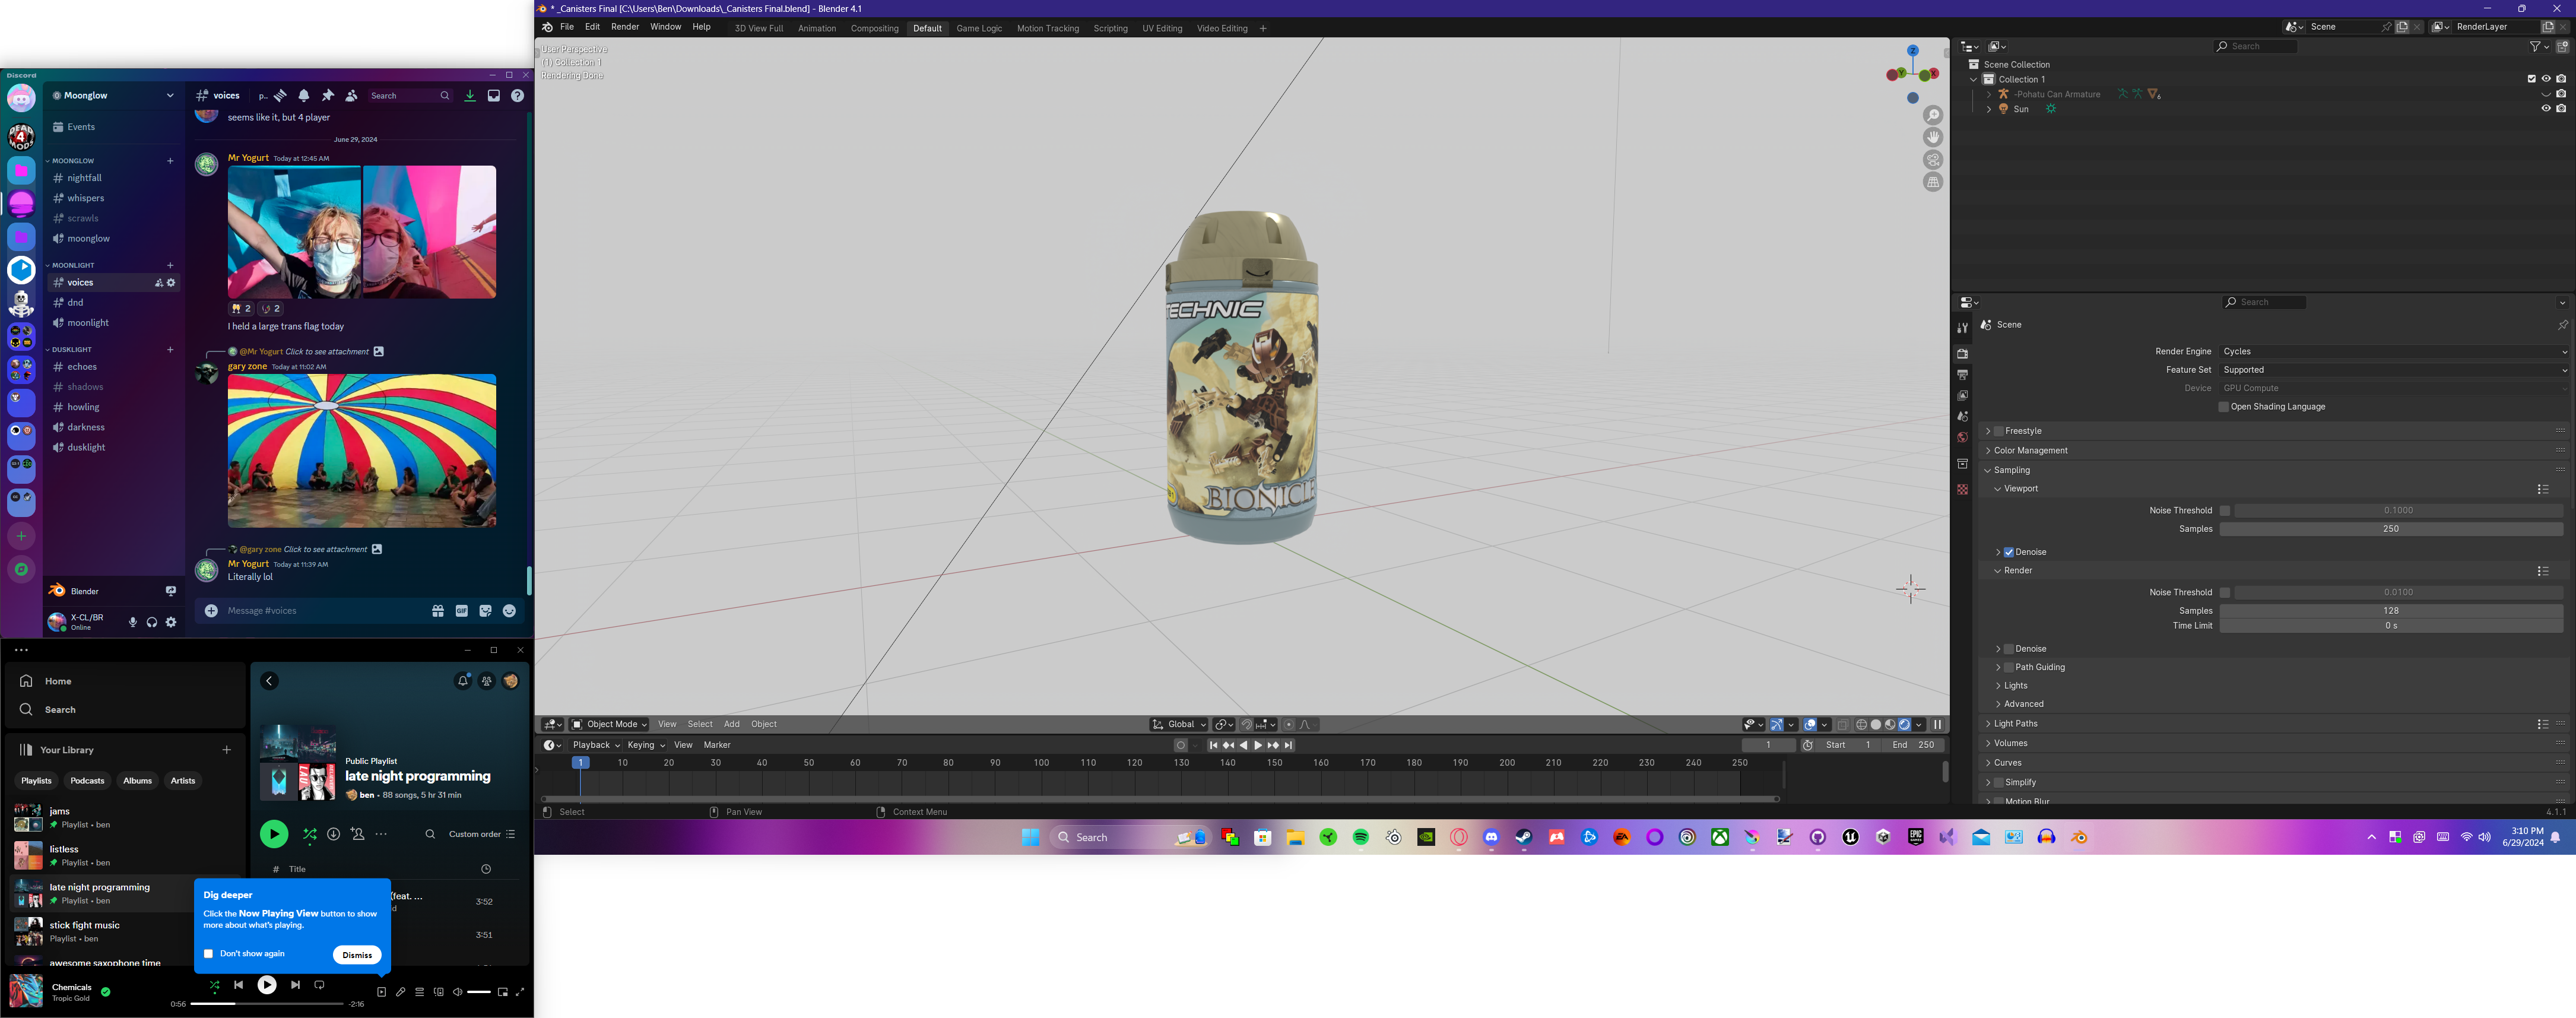 Discord
Moonglow
Events
MOONGLOW
nightfall
whispers
scrawls
moonglow
MOONLIGHT
voices
dnd
moonlight
DUSKLIGHT
echoes
shadows
howling
darkness
dusklight
Blender
X-CL/BR
Online
voices
p...
Search
seems like it, but 4 player
June 29, 2024
Mr Yogurt Today at 12:45 AM
2 2
I held a large trans flag today
@Mr Yogurt Click to see attachment
gary zone Today at 11:02 AM
@gary zone Click to see attachment
Mr Yogurt Today at 11:39 AM
Literally lol
Message #voices
GIF
Home
Search
Your Library
Playlists Podcasts Albums Artists
jams
Playlist • ben
listless
Playlist • ben
late night programming
Playlist • ben
stick fight music
Playlist • ben
awesome saxophone time
Public Playlist
late night programming
ben • 88 songs, 5 hr 31 min
Custom order
# Title
(feat. ...
3:52
3:51
Dig deeper
Click the Now Playing View button to show
more about what's playing.
Don't show again
Dismiss
Chemicals
Tropic Gold
0:56
-2:16
* _Canisters Final [C:\Users\Ben\Downloads\_Canisters Final.blend] - Blender 4.1
File Edit Render Window Help
3D View Full Animation Compositing Default Game Logic Motion Tracking Scripting UV Editing Video Editing +
Scene
RenderLayer
User Perspective
(1) Collection 1
Rendering Done
Z
Y
X
TECHNIC
BIONICLE
Object Mode View Select Add Object
Global
Playback Keying View Marker
1 Start 1 End 250
1 10 20 30 40 50 60 70 80 90 100 110 120 130 140 150 160 170 180 190 200 210 220 230 240 250
Select Pan View Context Menu
4.1.1
Search
Scene Collection
Collection 1
-Pohatu Can Armature
6
Sun
Search
Scene
Render Engine Cycles
Feature Set Supported
Device GPU Compute
Open Shading Language
Freestyle
Color Management
Sampling
Viewport
Noise Threshold 0.1000
Samples 250
Denoise
Render
Noise Threshold 0.0100
Samples 128
Time Limit 0 s
Denoise
Path Guiding
Lights
Advanced
Light Paths
Volumes
Curves
Simplify
Motion Blur
Search
3:10 PM
6/29/2024